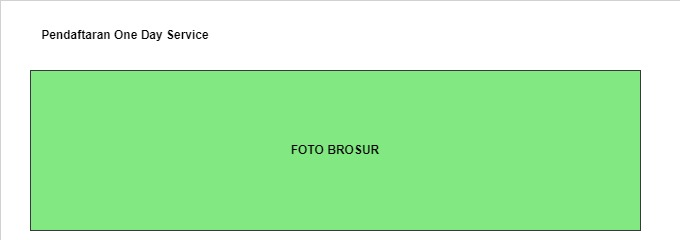 Pendaftaran One Day Service
FOTO BROSUR